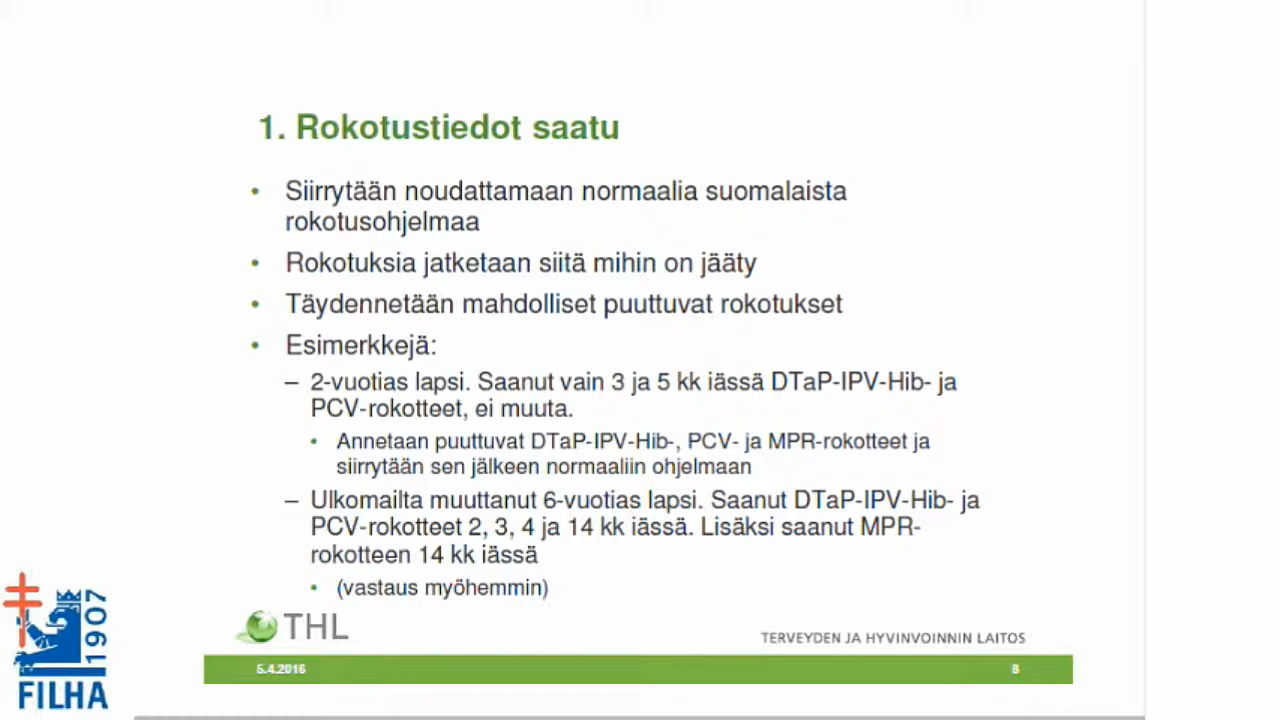 1. Rokotustiedot saatu
• Siirrytään noudattamaan normaalia suomalaista
rokotusohjelmaa
• Rokotuksia jatketaan siitä mihin on jääty
• Täydennetään mahdolliset puuttuvat rokotukset
• Esimerkkejä:
– 2-vuotias lapsi. Saanut vain 3 ja 5 kk iässä DTaP-IPV-Hib- ja
PCV-rokotteet, ei muuta.
• Annetaan puuttuvat DTaP-IPV-Hib-, PCV- ja MPR-rokotteet ja
siirrytään sen jälkeen normaaliin ohjelmaan
– Ulkomailta muuttanut 6-vuotias lapsi. Saanut DTaP-IPV-Hib- ja
PCV-rokotteet 2, 3, 4 ja 14 kk iässä. Lisäksi saanut MPR-
rokotteen 14 kk iässä
• (vastaus myöhemmin)
THL
TERVEYDEN JA HYVINVOINNIN LAITOS
5.4.2016
8
1907
FILHA